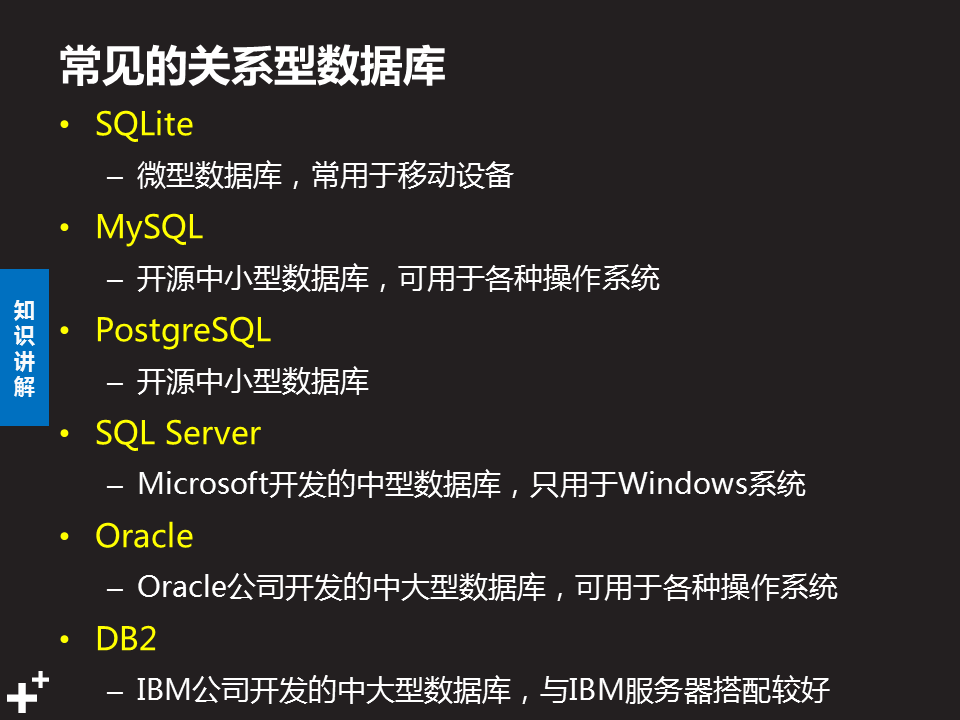 常见的关系型数据库
• SQLite
– 微型数据库，常用于移动设备
• MySQL
– 开源中小型数据库，可用于各种操作系统
• PostgreSQL
– 开源中小型数据库
• SQL Server
– Microsoft开发的中型数据库，只用于Windows系统
• Oracle
– Oracle公司开发的中大型数据库，可用于各种操作系统
• DB2
– IBM公司开发的中大型数据库，与IBM服务器搭配较好
知识讲解